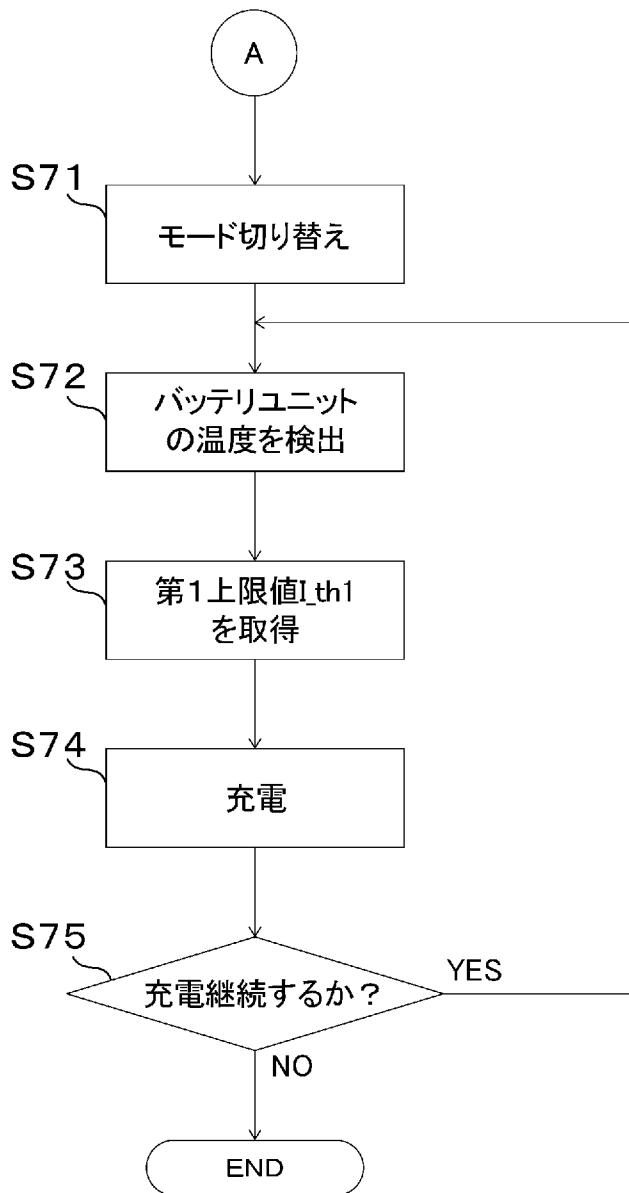 A
S71
モード切り替え
S72
バッテリユニット
の温度を検出
S73
第1上限値I_th1
を取得
S74
充電
S75
充電継続するか？
YES
NO
END